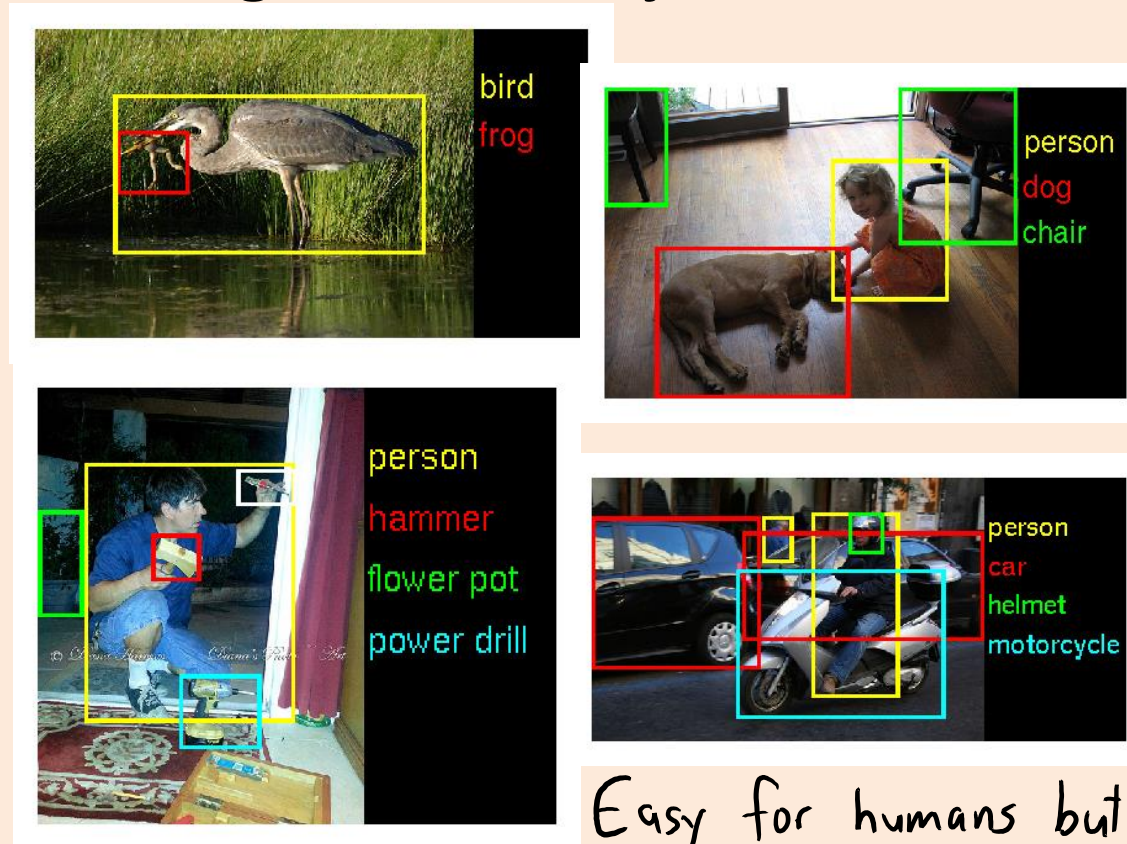 bird
frog
person
dog
chair
person
hammer
flower pot
power drill
person
car
helmet
motorcycle
Easy for humans but